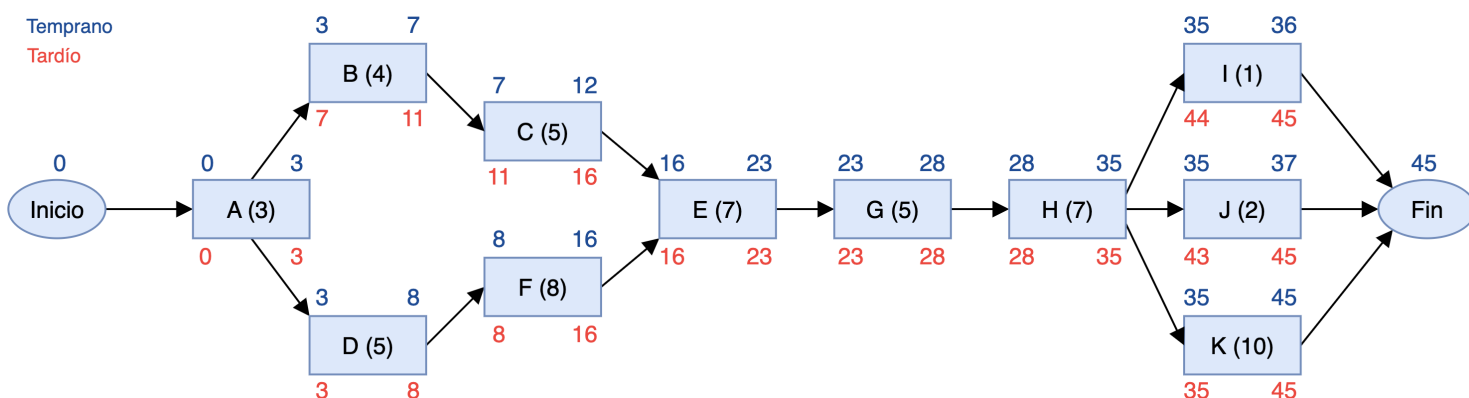 Temprano
Tardío
0
Inicio
0 3
A (3)
0 3
3 7
B (4)
7 11
3 8
D (5)
3 8
7 12
C (5)
11 16
8 16
F (8)
8 16
16 23
E (7)
16 23
23 28
G (5)
23 28
28 35
H (7)
28 35
35 36
I (1)
44 45
35 37
J (2)
43 45
35 45
K (10)
35 45
45
Fin